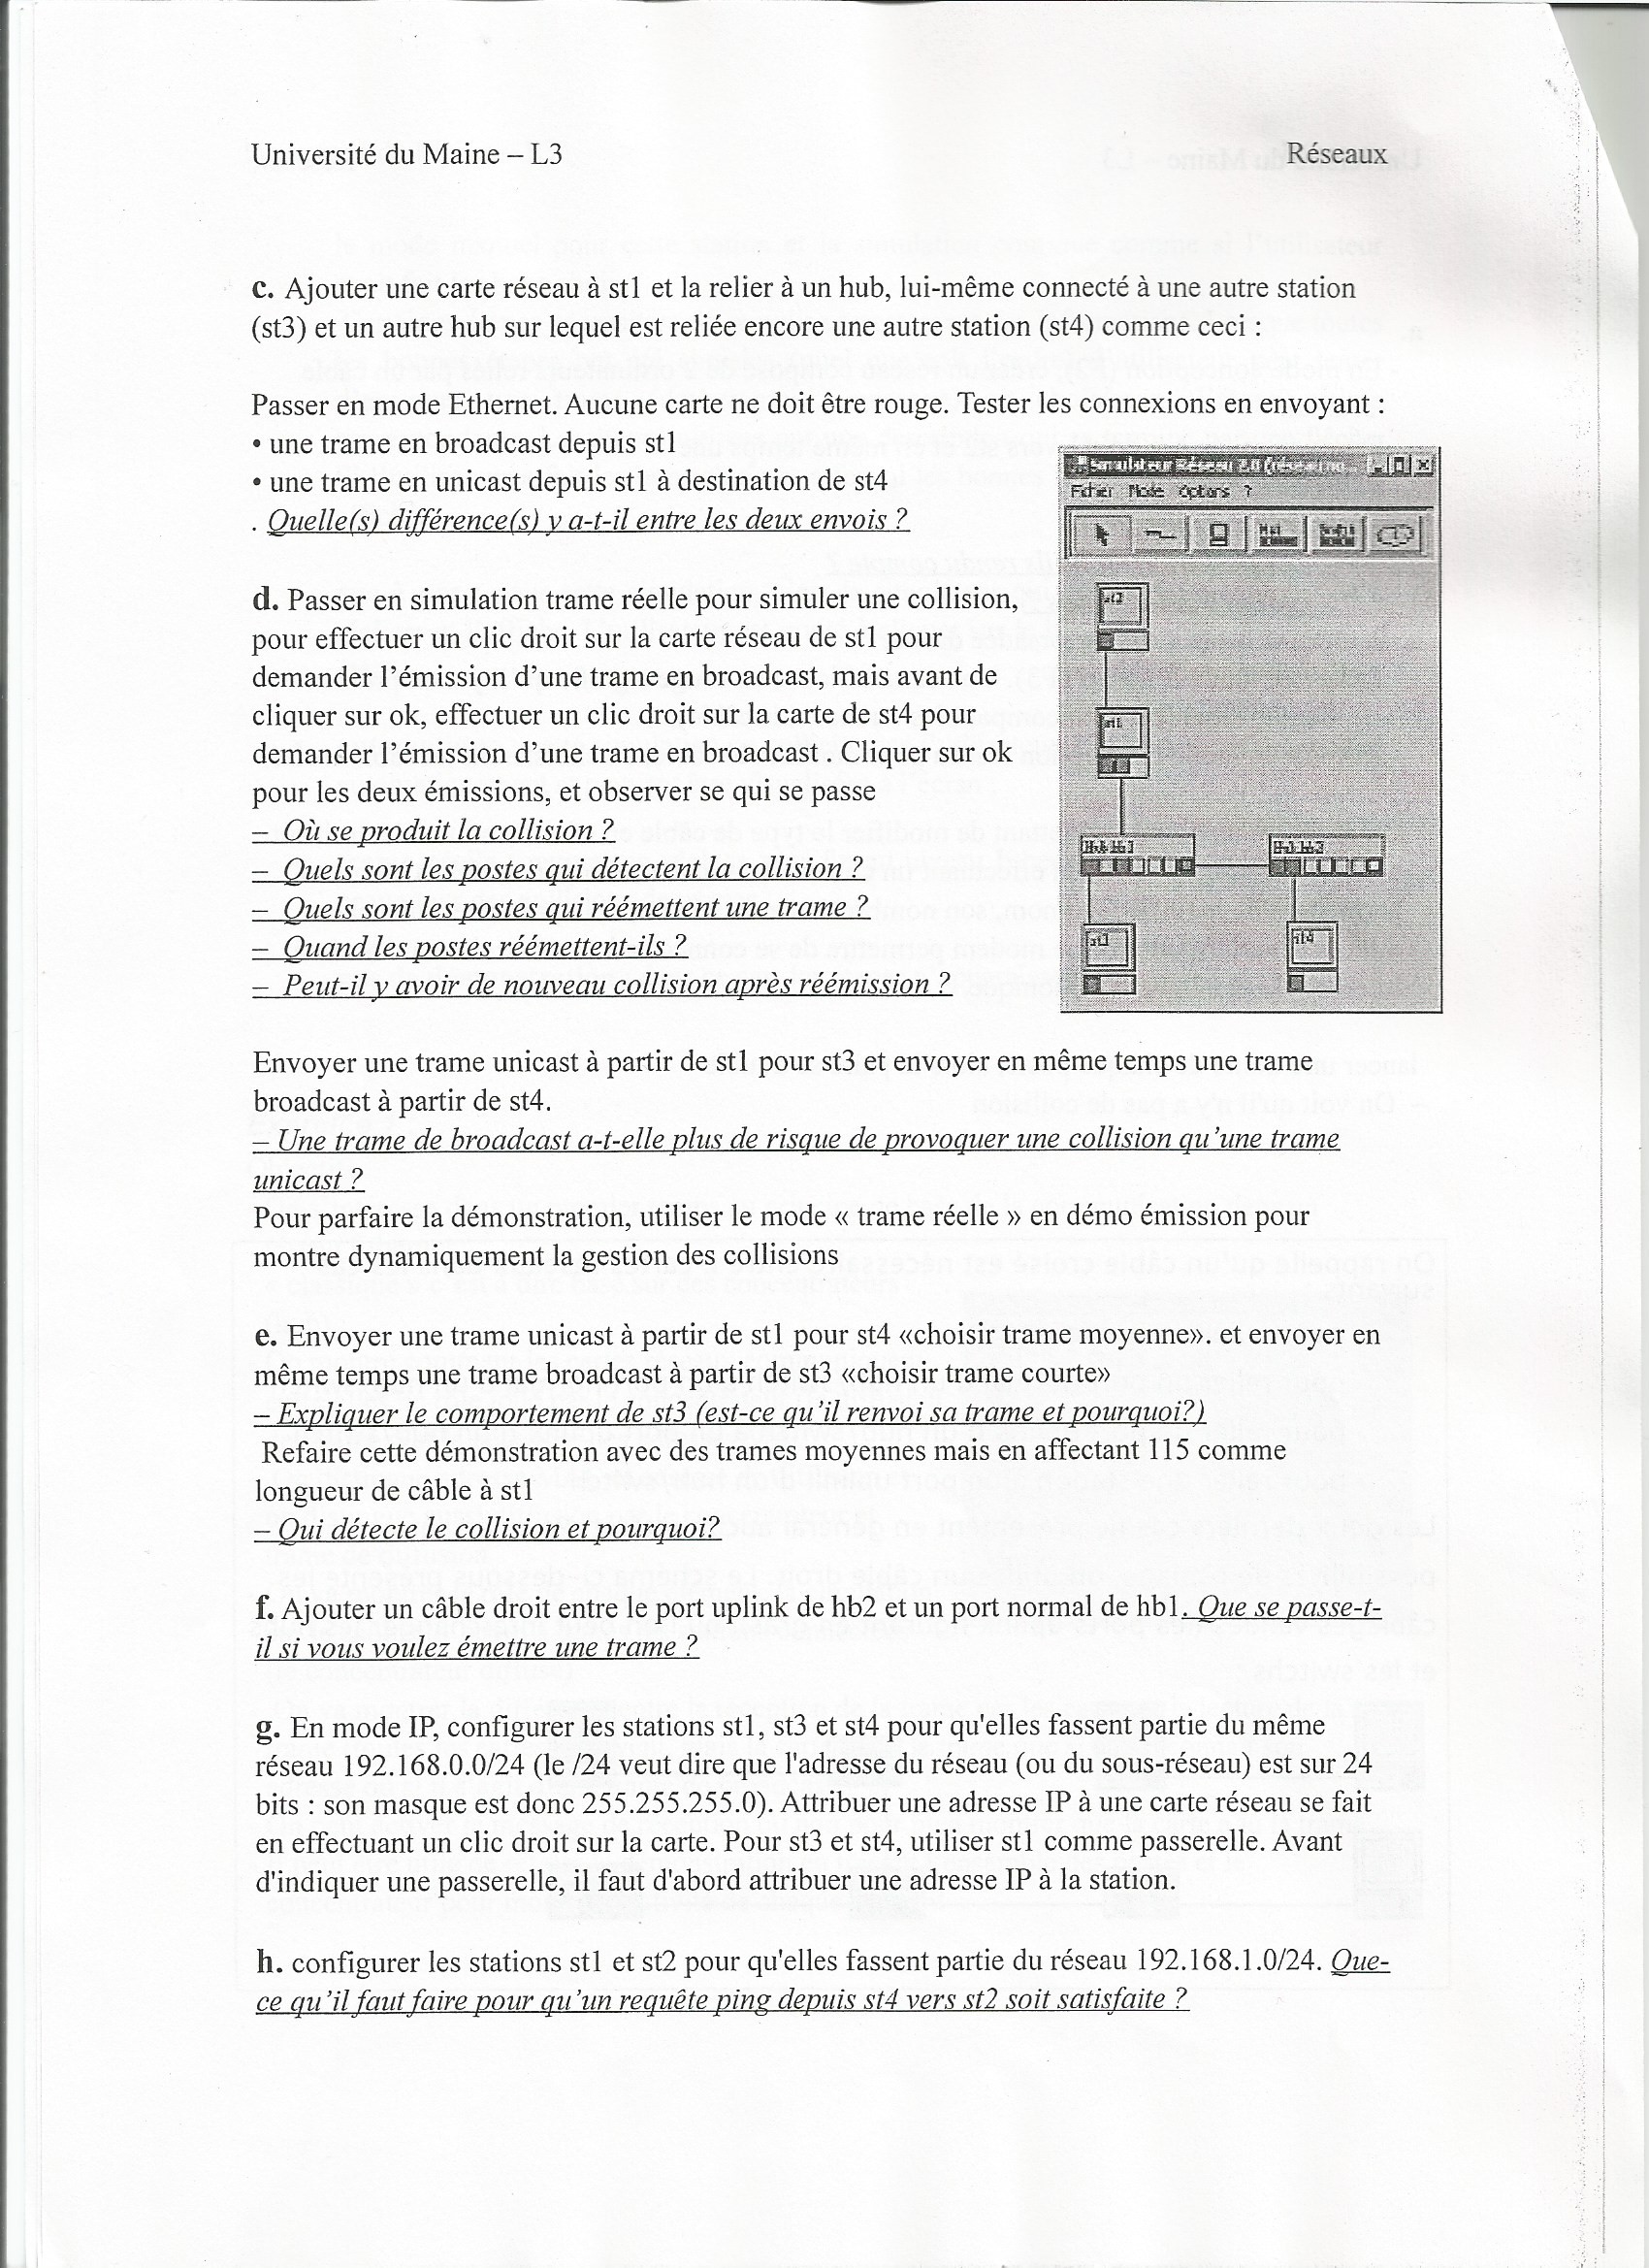 Université du Maine – L3
Réseaux
c. Ajouter une carte réseau à st1 et la relier à un hub, lui-même connecté à une autre station
(st3) et un autre hub sur lequel est reliée encore une autre station (st4) comme ceci :
Passer en mode Ethernet. Aucune carte ne doit être rouge. Tester les connexions en envoyant :
• une trame en broadcast depuis st1
• une trame en unicast depuis st1 à destination de st4
. Quelle(s) différence(s) y a-t-il entre les deux envois ?
d. Passer en simulation trame réelle pour simuler une collision,
pour effectuer un clic droit sur la carte réseau de st1 pour
demander l’émission d’une trame en broadcast, mais avant de
cliquer sur ok, effectuer un clic droit sur la carte de st4 pour
demander l’émission d’une trame en broadcast . Cliquer sur ok
pour les deux émissions, et observer se qui se passe
– Où se produit la collision ?
– Quels sont les postes qui détectent la collision ?
– Quels sont les postes qui réémettent une trame ?
– Quand les postes réémettent-ils ?
– Peut-il y avoir de nouveau collision après réémission ?
Simulateur Réseau 2.0
Fichier Mode Options ?
st1
st3
st4
Envoyer une trame unicast à partir de st1 pour st3 et envoyer en même temps une trame
broadcast à partir de st4.
– Une trame de broadcast a-t-elle plus de risque de provoquer une collision qu’une trame
unicast ?
Pour parfaire la démonstration, utiliser le mode « trame réelle » en démo émission pour
montre dynamiquement la gestion des collisions
e. Envoyer une trame unicast à partir de st1 pour st4 «choisir trame moyenne». et envoyer en
même temps une trame broadcast à partir de st3 «choisir trame courte»
– Expliquer le comportement de st3 (est-ce qu’il renvoi sa trame et pourquoi?)
Refaire cette démonstration avec des trames moyennes mais en affectant 115 comme
longueur de câble à st1
– Qui détecte le collision et pourquoi?
f. Ajouter un câble droit entre le port uplink de hb2 et un port normal de hb1. Que se passe-t-
il si vous voulez émettre une trame ?
g. En mode IP, configurer les stations st1, st3 et st4 pour qu'elles fassent partie du même
réseau 192.168.0.0/24 (le /24 veut dire que l'adresse du réseau (ou du sous-réseau) est sur 24
bits : son masque est donc 255.255.255.0). Attribuer une adresse IP à une carte réseau se fait
en effectuant un clic droit sur la carte. Pour st3 et st4, utiliser st1 comme passerelle. Avant
d'indiquer une passerelle, il faut d'abord attribuer une adresse IP à la station.
h. configurer les stations st1 et st2 pour qu'elles fassent partie du réseau 192.168.1.0/24. Que-
ce qu’il faut faire pour qu’un requête ping depuis st4 vers st2 soit satisfaite ?